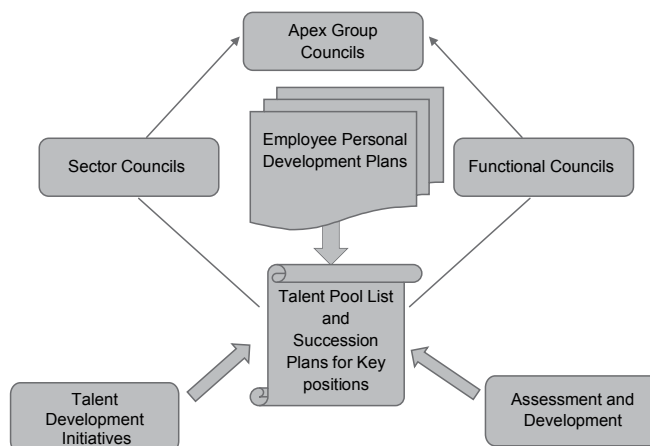 Apex Group
Councils
Employee Personal
Development Plans
Sector Councils
Functional Councils
Talent Pool List
and
Succession
Plans for Key
positions
Talent
Development
Initiatives
Assessment and
Development